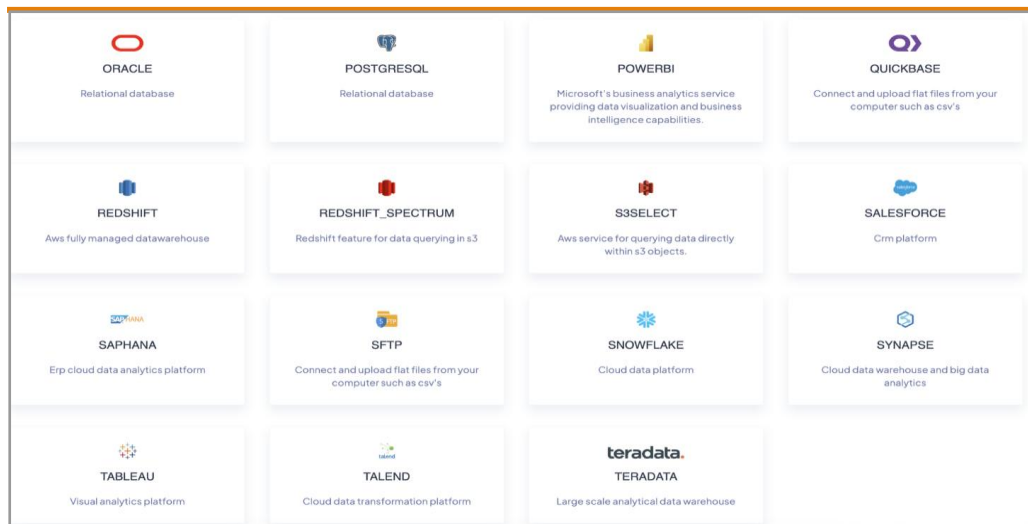 ORACLE
Relational database
POSTGRESQL
Relational database
POWERBI
Microsoft's business analytics service
providing data visualization and business
intelligence capabilities.
QUICKBASE
Connect and upload flat files from your
computer such as csv's
REDSHIFT
Aws fully managed datawarehouse
REDSHIFT_SPECTRUM
Redshift feature for data querying in s3
S3SELECT
Aws service for querying data directly
within s3 objects.
salesforce
SALESFORCE
Crm platform
SAP HANA
SAPHANA
Erp cloud data analytics platform
SFTP
Connect and upload flat files from your
computer such as csv's
SNOWFLAKE
Cloud data platform
SYNAPSE
Cloud data warehouse and big data
analytics
TABLEAU
Visual analytics platform
talend
TALEND
Cloud data transformation platform
teradata.
TERADATA
Large scale analytical data warehouse